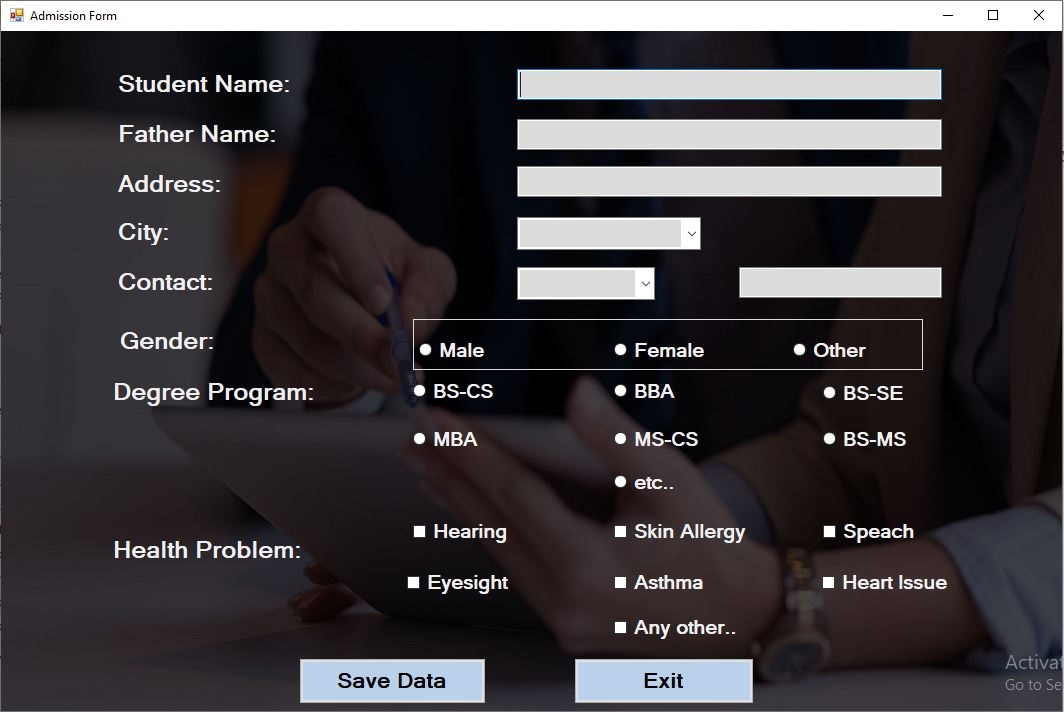 Admission Form
Student Name:
Father Name:
Address:
City:
Contact:
Gender:
Male Female Other
Degree Program:
BS-CS BBA BS-SE
MBA MS-CS BS-MS
etc..
Health Problem:
Hearing Skin Allergy Speach
Eyesight Asthma Heart Issue
Any other..
Save Data Exit
Go to